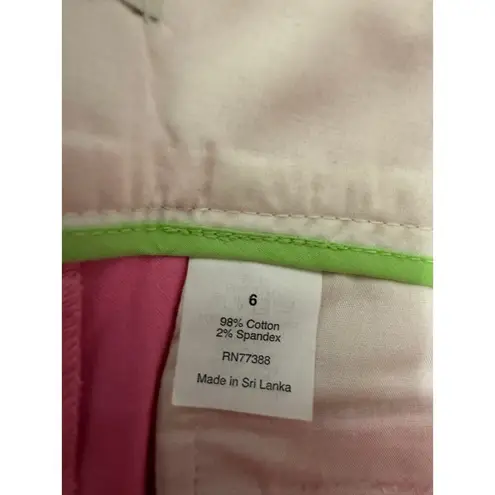 6
98% Cotton
2% Spandex
RN77388
Made in Sri Lanka